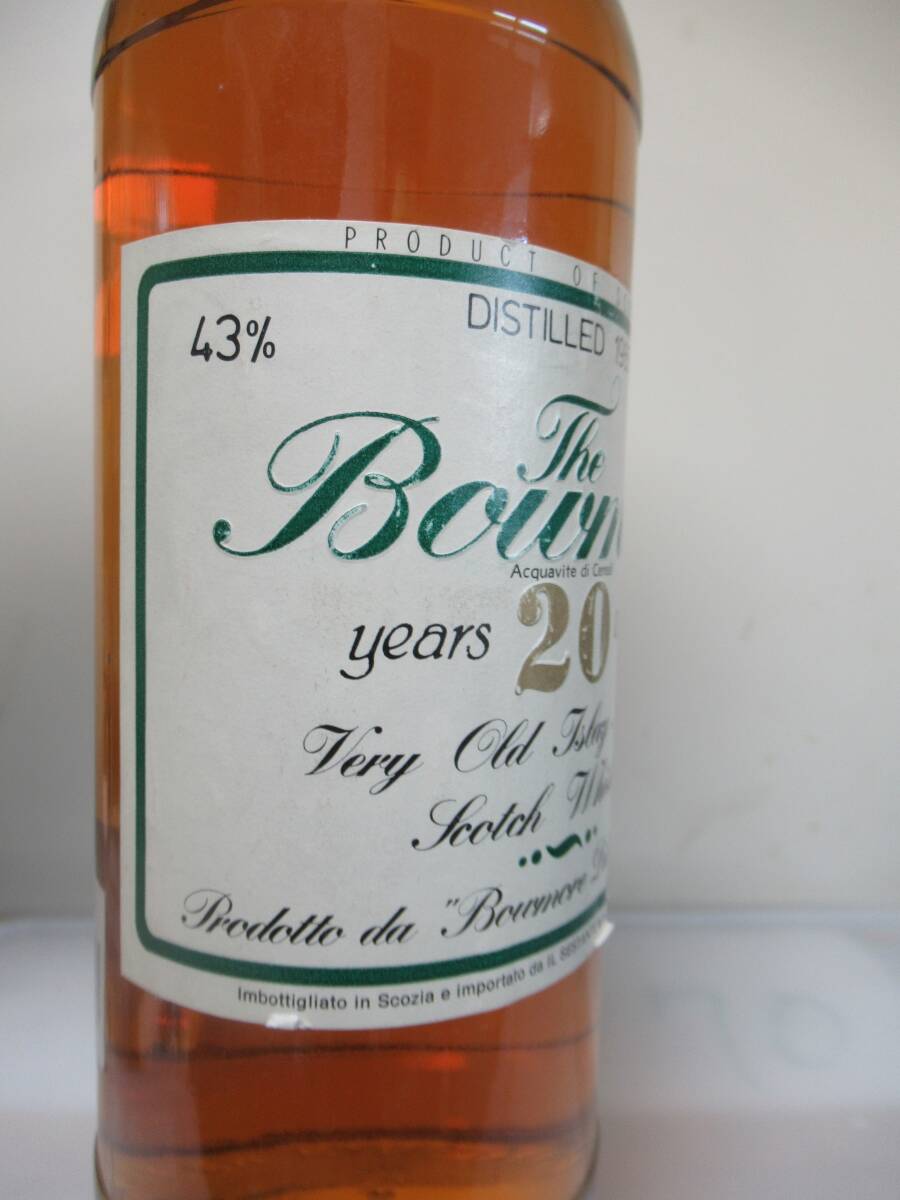 PRODUCT OF
43%
DISTILLED
The
Bowm
Acquavite di Cereali
years 20
Very Old Islay
Scotch Whis
Prodotto da "Bowmore
Imbottigliato in Scozia e importato da IL SESTANTE